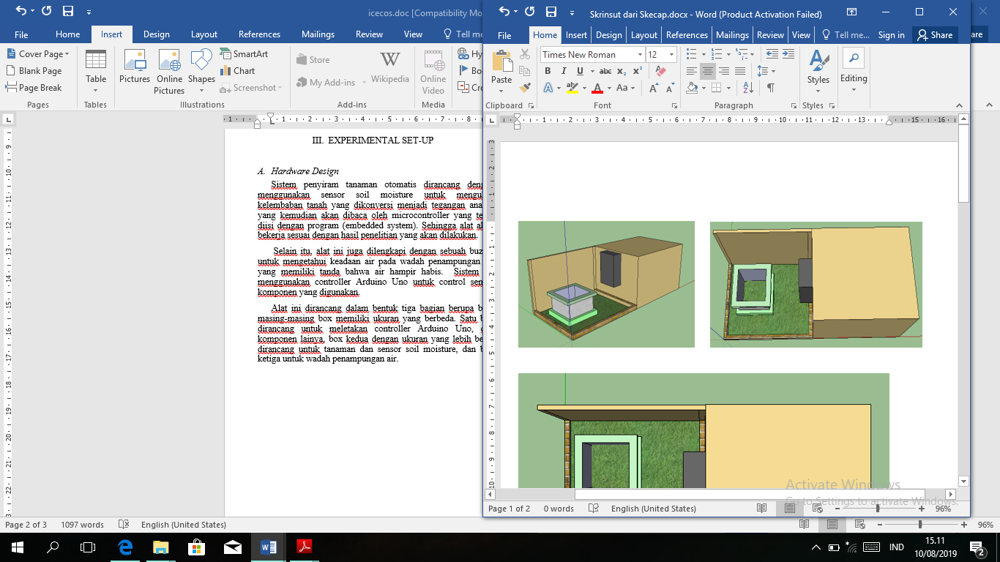 icecos.doc [Compatibility Mo
File Home Insert Design Layout References Mailings Review View Tell me
Cover Page
Blank Page
Page Break
Pages
Table
Tables
Pictures
Online Pictures
Shapes
SmartArt
Chart
Screenshot
Illustrations
Store
My Add-ins
Wikipedia
Add-ins
Online Video
Media
Hy
Boo
Cro
III. EXPERIMENTAL SET-UP
A. Hardware Design
Sistem penyiram tanaman otomatis dirancang deng
menggunakan sensor soil moisture untuk mengu
kelembaban tanah yang dikonversi menjadi tegangan ana
yang kemudian akan dibaca oleh microcontroller yang te
diisi dengan program (embedded system). Sehingga alat a
bekerja sesuai dengan hasil penelitian yang akan dilakukan.
Selain itu, alat ini juga dilengkapi dengan sebuah buz
untuk mengetahui keadaan air pada wadah penampungan
yang memiliki tanda bahwa air hampir habis. Sistem
menggunakan controller Arduino Uno untuk control sen
komponen yang digunakan.
Alat ini dirancang dalam bentuk tiga bagian berupa b
masing-masing box memiliki ukuran yang berbeda. Satu b
dirancang untuk meletakan controller Arduino Uno,
komponen lainya, box kedua dengan ukuran yang lebih be
dirancang untuk tanaman dan sensor soil moisture, dan b
ketiga untuk wadah penampungan air.
Page 2 of 3 1097 words English (United States) 96%
Skrinsut dari Skecap.docx - Word (Product Activation Failed)
File Home Insert Design Layout References Mailings Review View Tell me... Sign in Share
are
Paste
Clipboard
Times New Roman 12
Font
Paragraph
Styles
Styles
Editing
Activate Windows
Go to Settings to activate Windows.
Page 1 of 2 0 words English (United States) 96%
IND
15.11
10/08/2019
2